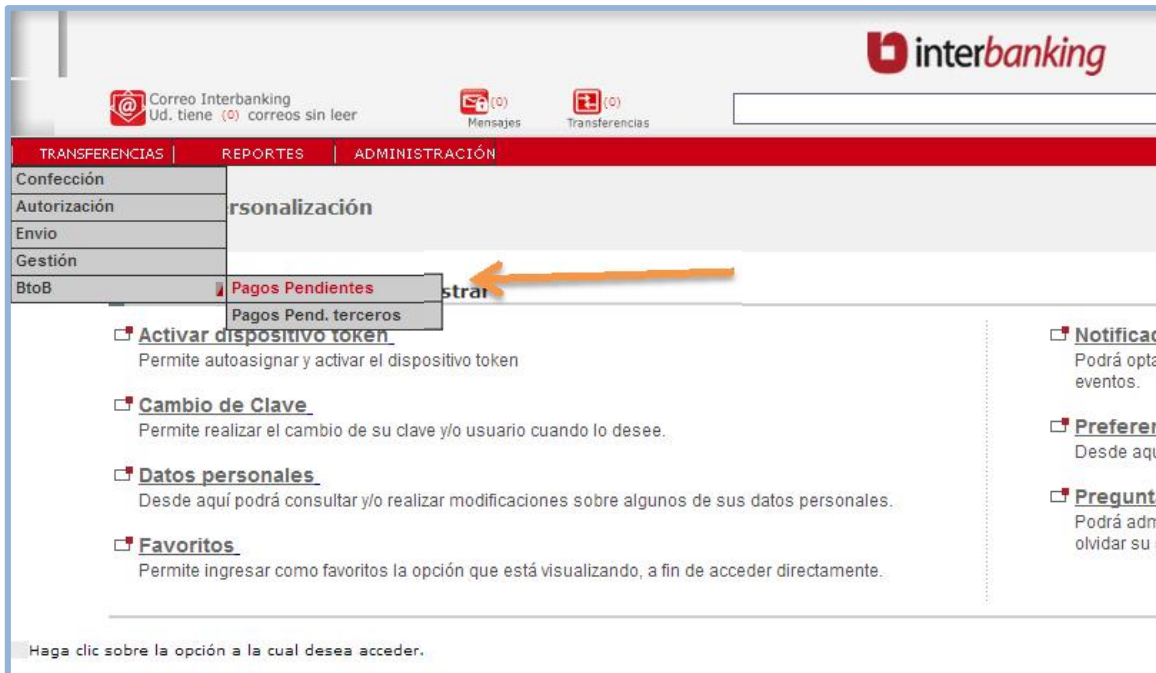 interbanking
Correo Interbanking
Ud. tiene (0) correos sin leer
(0)
Mensajes
(0)
Transferencias
TRANSFERENCIAS | REPORTES | ADMINISTRACIÓN
Confección
Autorización
Envio
Gestión
BtoB
rsonalización
Pagos Pendientes
Pagos Pend. terceros
strar
Activar dispositivo token
Permite autoasignar y activar el dispositivo token
Cambio de Clave
Permite realizar el cambio de su clave y/o usuario cuando lo desee.
Datos personales
Desde aquí podrá consultar y/o realizar modificaciones sobre algunos de sus datos personales.
Favoritos
Permite ingresar como favoritos la opción que está visualizando, a fin de acceder directamente.
Notificac
Podrá opta
eventos.
Preferer
Desde aqu
Pregunt
Podrá adm
olvidar su
Haga clic sobre la opción a la cual desea acceder.